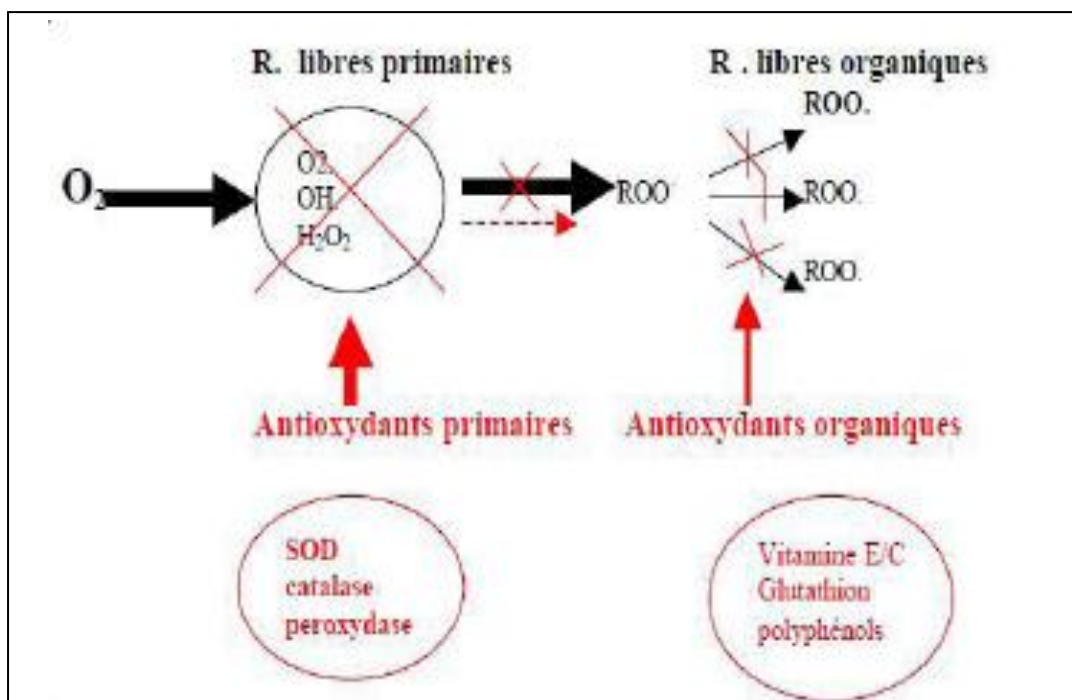 R. libres primaires
R . libres organiques
ROO.
O₂
O2.
OH.
H₂O₂
ROO·
ROO.
ROO.
Antioxydants primaires
Antioxydants organiques
SOD
catalase
peroxydase
Vitamine E/C
Glutathion
polyphénols